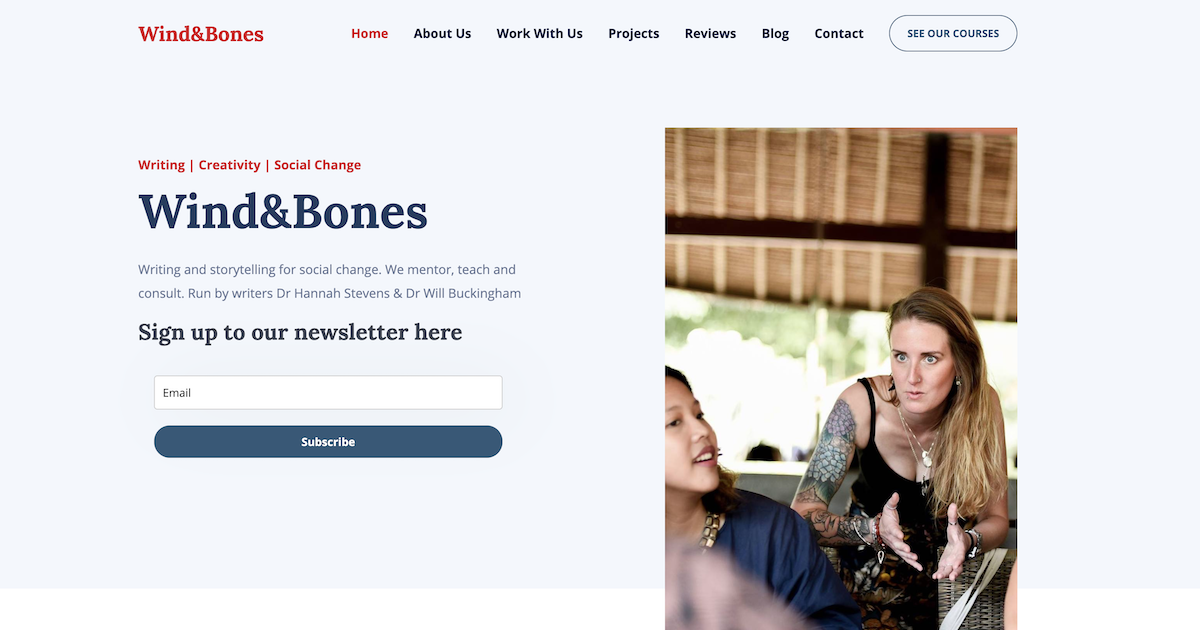 Wind&Bones
Home
About Us
Work With Us
Projects
Reviews
Blog
Contact
SEE OUR COURSES
Writing | Creativity | Social Change
Wind&Bones
Writing and storytelling for social change. We mentor, teach and
consult. Run by writers Dr Hannah Stevens & Dr Will Buckingham
Sign up to our newsletter here
Email
Subscribe